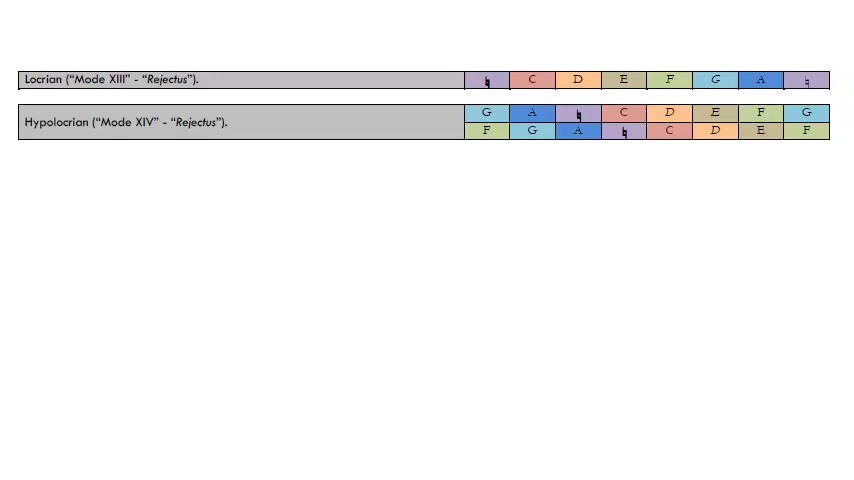 Locrian (“Mode XIII” - “Rejectus”). ♮ C D E F G A ♮
Hypolocrian (“Mode XIV” - “Rejectus”). G A ♮ C D E F G
F G A ♮ C D E F